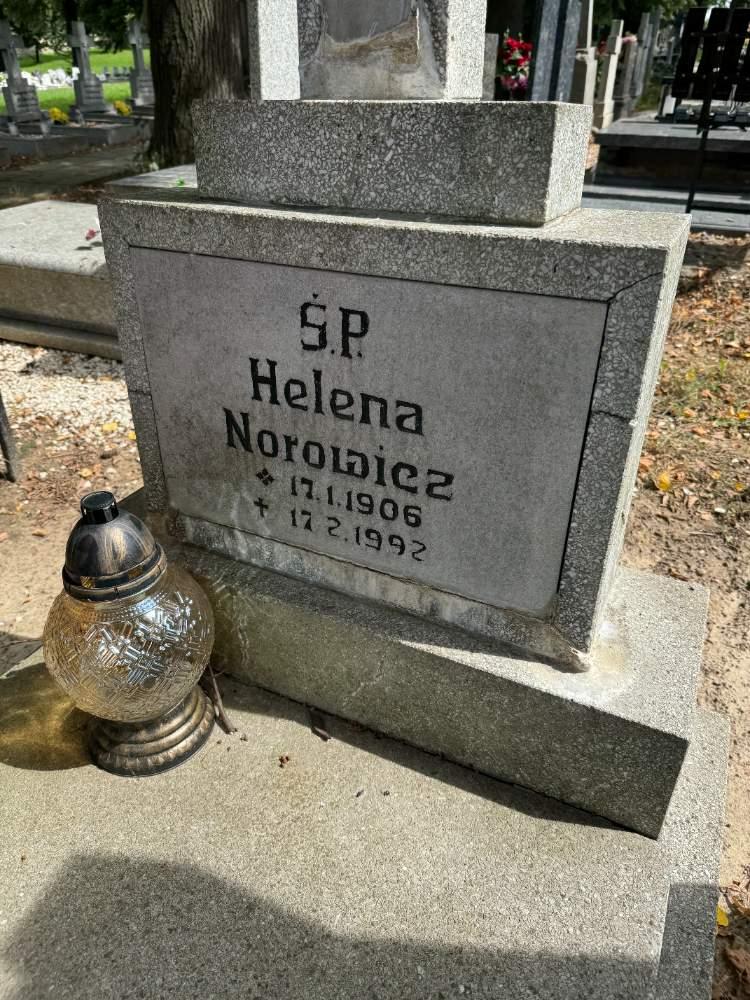 Ś.P.
Helena
Norowicz
17.1.1906
✝ 17 2.1992